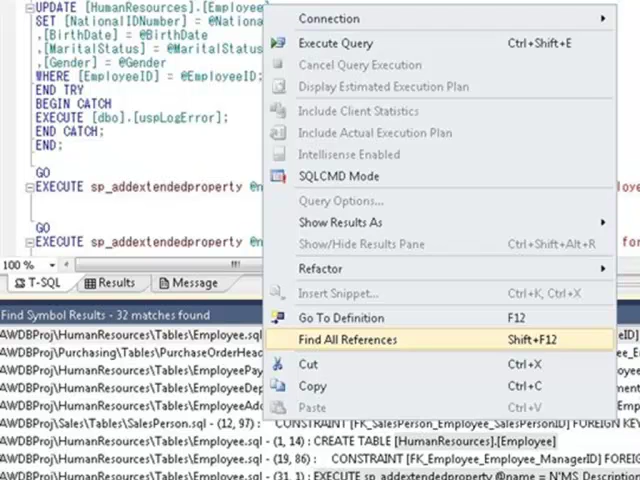 UPDATE [HumanResources].[Employee]
SET [NationalIDNumber] = @Nation
,[BirthDate] = @BirthDate
,[MaritalStatus] = @MaritalStatus
,[Gender] = @Gender
WHERE [EmployeeID] = @EmployeeID;
END TRY
BEGIN CATCH
EXECUTE [dbo].[uspLogError];
END CATCH;
END;
GO
EXECUTE sp_addextendedproperty @n
GO
EXECUTE sp_addextendedproperty @n
Connection
Execute Query Ctrl+Shift+E
Cancel Query Execution
Display Estimated Execution Plan
Include Client Statistics
Include Actual Execution Plan
Intellisense Enabled
SQLCMD Mode
Query Options...
Show Results As
Show/Hide Results Pane Ctrl+Shift+Alt+R
Refactor
Insert Snippet... Ctrl+K, Ctrl+X
Go To Definition F12
Find All References Shift+F12
Cut Ctrl+X
Copy Ctrl+C
Paste Ctrl+V
for
100 %
T-SQL Results Message
Find Symbol Results - 32 matches found
AWDBProj\HumanResources\Tables\Employee.sql
AWDBProj\Purchasing\Tables\PurchaseOrderHead
AWDBProj\HumanResources\Tables\EmployeePay
AWDBProj\HumanResources\Tables\EmployeeDep
AWDBProj\HumanResources\Tables\EmployeeAdd
AWDBProj\Sales\Tables\SalesPerson.sql - (12, 97) : CONSTRAINT [FK_SalesPerson_Employee_SalesPersonID] FOREIGN KEY
AWDBProj\HumanResources\Tables\Employee.sql - (1, 14) : CREATE TABLE [HumanResources].[Employee]
AWDBProj\HumanResources\Tables\Employee.sql - (19, 86) : CONSTRAINT [FK_Employee_Employee_ManagerID] FOREIG
AWDBProj\HumanResources\Tables\Employee.sql - (31, 1) : EXECUTE sp_addextendedproperty @name = N'MS_Description